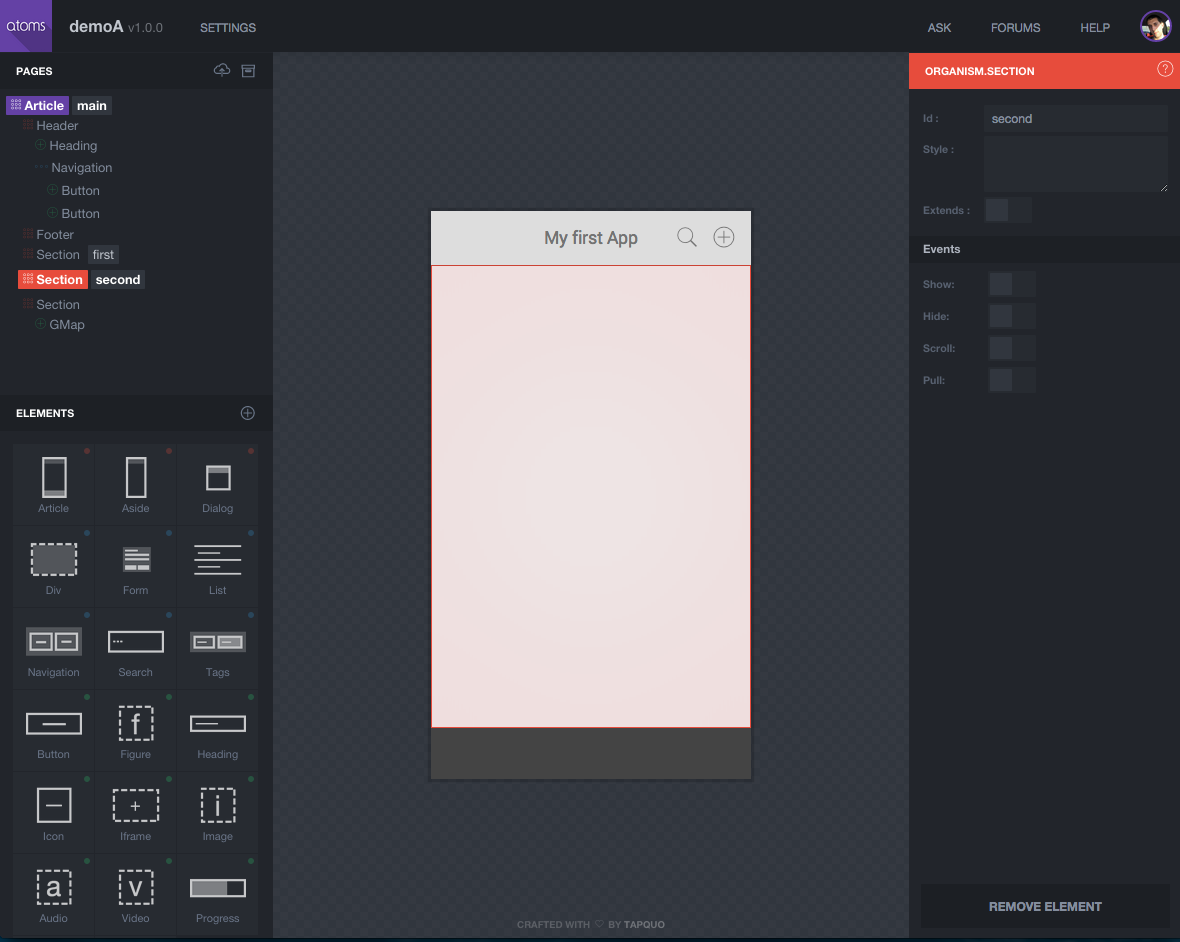 atoms demoA v1.0.0 SETTINGS ASK FORUMS HELP
PAGES
Article main
Header
Heading
Navigation
Button
Button
Footer
Section first
Section second
Section
GMap
ELEMENTS
Article Aside Dialog
Div Form List
Navigation Search Tags
f
Button Figure Heading
i
Icon Iframe Image
a v
Audio Video Progress
My first App
CRAFTED WITH ♡ BY TAPQUO
ORGANISM.SECTION ?
Id : second
Style :
Extends :
Events
Show:
Hide:
Scroll:
Pull:
REMOVE ELEMENT